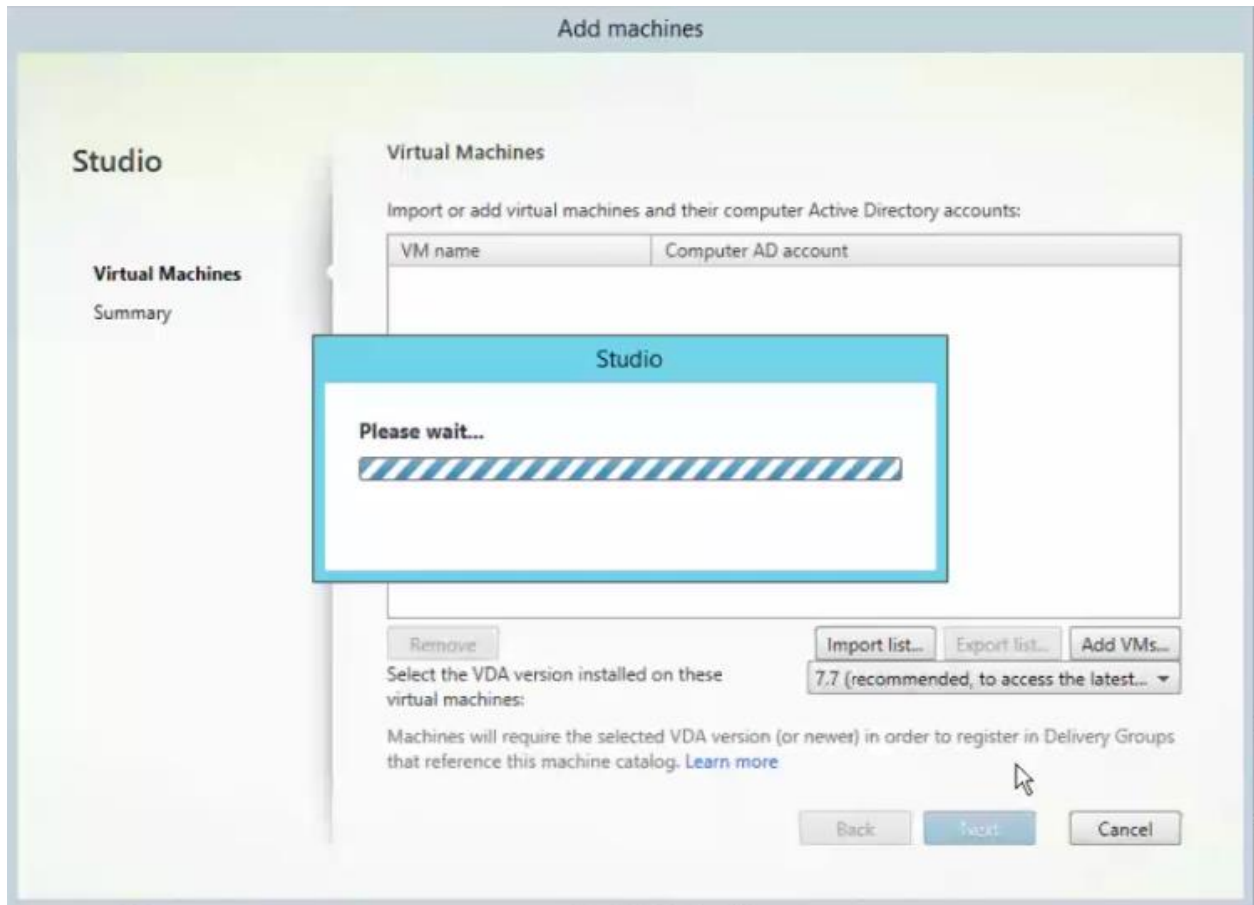 Add machines
Studio
Virtual Machines
Summary
Virtual Machines
Import or add virtual machines and their computer Active Directory accounts:
VM name Computer AD account
Studio
Please wait...
Remove Import list... Export list... Add VMs...
Select the VDA version installed on these
virtual machines:
7.7 (recommended, to access the latest...
Machines will require the selected VDA version (or newer) in order to register in Delivery Groups
that reference this machine catalog. Learn more
Back Next Cancel